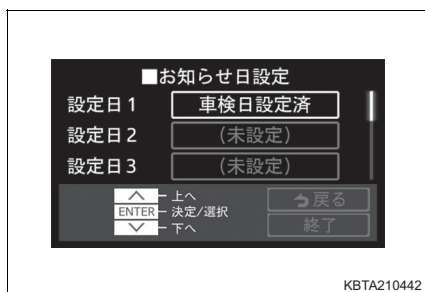 ■お知らせ日設定
設定日1 車検日設定済
設定日2 (未設定)
設定日3 (未設定)
上へ
ENTER 決定/選択
下へ
戻る
終了
KBTA210442